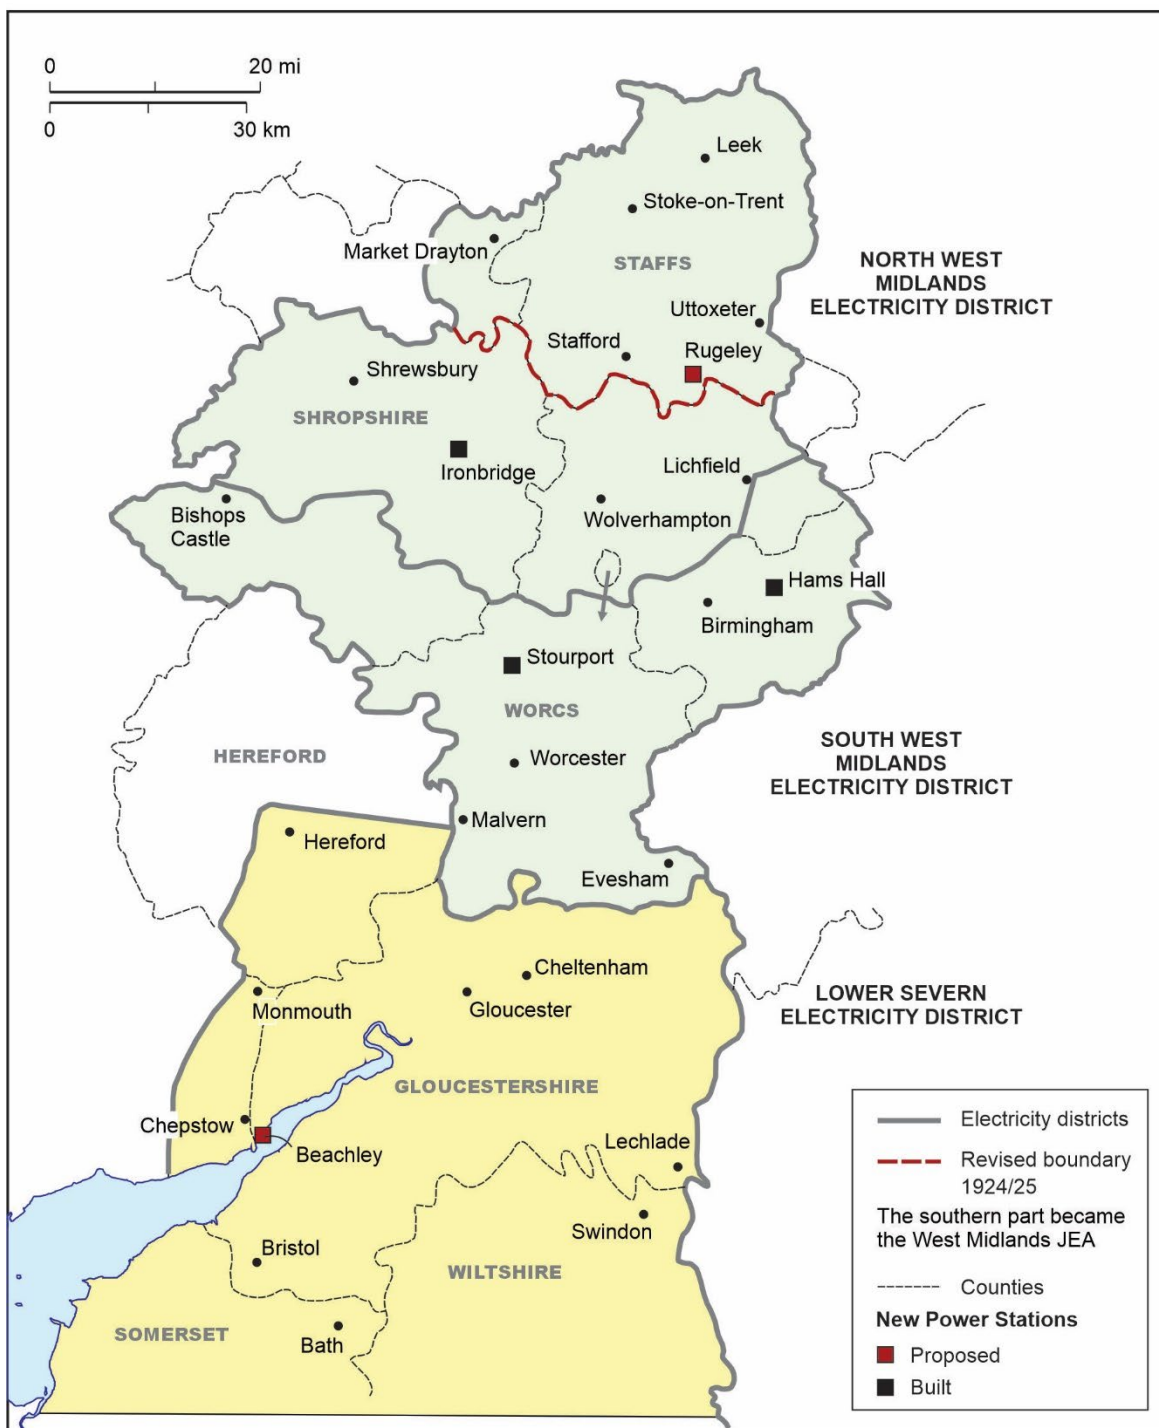 0 20 mi
0 30 km
Leek
Stoke-on-Trent
Market Drayton
STAFFS
NORTH WEST
MIDLANDS
ELECTRICITY DISTRICT
Uttoxeter
Stafford
Rugeley
Shrewsbury
SHROPSHIRE
Ironbridge
Lichfield
Bishops
Castle
Wolverhampton
Hams Hall
Birmingham
Stourport
WORCS
HEREFORD
SOUTH WEST
MIDLANDS
ELECTRICITY DISTRICT
Worcester
Malvern
Hereford
Evesham
Cheltenham
Gloucester
Monmouth
LOWER SEVERN
ELECTRICITY DISTRICT
GLOUCESTERSHIRE
Chepstow
Beachley
Lechlade
Swindon
Bristol
WILTSHIRE
SOMERSET
Bath
Electricity districts
Revised boundary
1924/25
The southern part became
the West Midlands JEA
Counties
New Power Stations
Proposed
Built